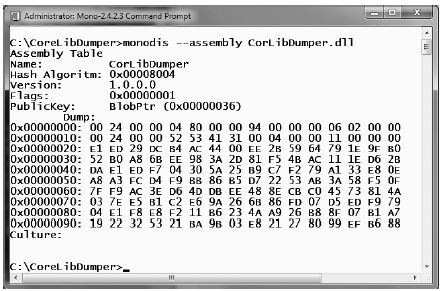 Administrator: Mono-2.4.2.3 Command Prompt
C:\CoreLibDumper>monodis --assembly CorLibDumper.dll
Assembly Table
Name: CorLibDumper
Hash Algoritm: 0x00008004
Version: 1.0.0.0
Flags: 0x00000001
PublicKey: BlobPtr (0x00000036)
Dump:
0x00000000: 00 24 00 00 04 80 00 00 94 00 00 00 06 02 00 00
0x00000010: 00 24 00 00 52 53 41 31 00 04 00 00 11 00 00 00
0x00000020: E1 ED 29 DC B4 AC 44 00 EE 2B 59 64 79 1E 9F B0
0x00000030: 52 B0 A8 6B EE 98 3A 2D 81 F5 4B AC 11 1E D6 2B
0x00000040: DA E1 ED F7 04 30 5A 25 B9 C7 F2 79 A1 33 E8 0E
0x00000050: A8 A3 FC D4 F9 BB 86 B5 D7 22 53 AB 3A 58 F5 0F
0x00000060: 7F F9 AC 3E D6 4D DB EE 48 8E CB C0 45 73 81 4A
0x00000070: 03 7E E5 B1 C2 E6 9A 26 6B 86 FD 07 D5 ED F9 79
0x00000080: 04 E1 F8 E8 F2 11 B6 23 4A A9 26 B8 8F 07 B1 A7
0x00000090: 19 22 32 53 21 BA 9B 03 E8 21 27 80 99 EF B6 88
Culture:
C:\CoreLibDumper>_